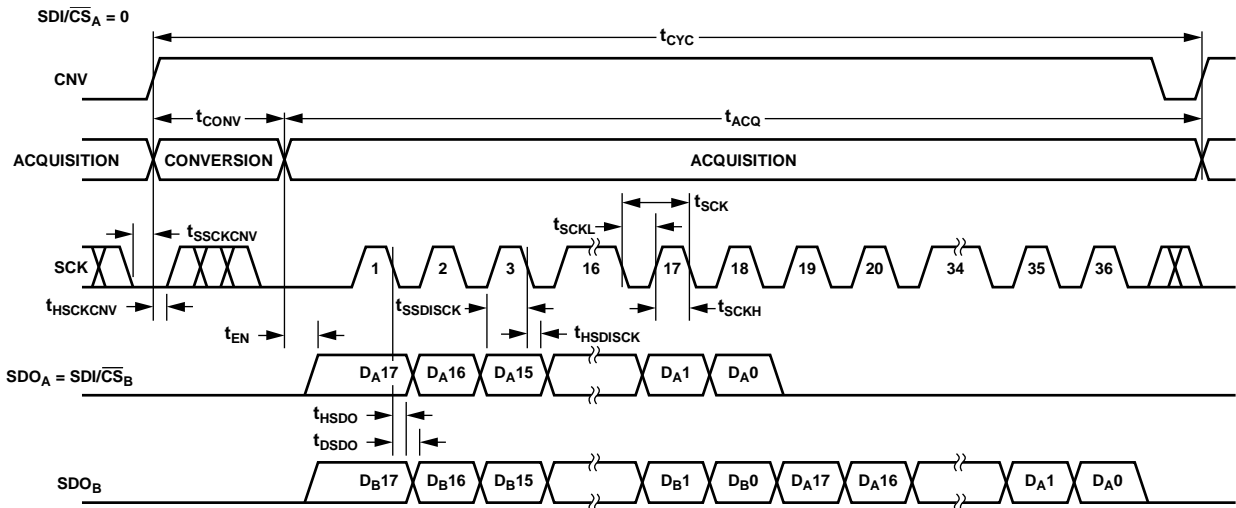 SDI/CS_A = 0
t_CYC
CNV
t_CONV
t_ACQ
ACQUISITION
CONVERSION
ACQUISITION
t_SSCKCNV
t_SCKL
t_SCK
SCK
1 2 3 16 17 18 19 20 34 35 36
t_HSCKCNV
t_SSDISCK
t_SCKH
t_EN
t_HSDISCK
SDO_A = SDI/CS_B
D_A17 D_A16 D_A15 D_A1 D_A0
t_HSDO
t_DSDO
SDO_B
D_B17 D_B16 D_B15 D_B1 D_B0 D_A17 D_A16 D_A1 D_A0